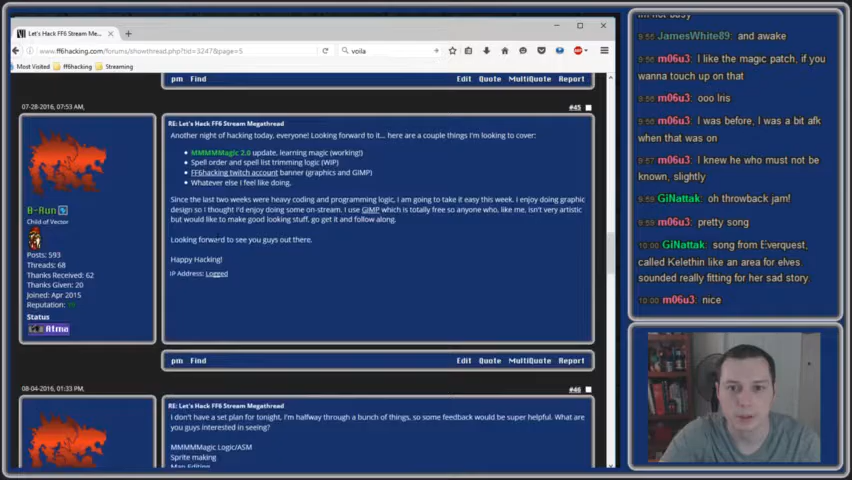 Let's Hack FF6 Stream Me...
www.ff6hacking.com/forums/showthread.php?tid=3247&page=5
voila
Most Visited
ff6hacking
Streaming
pm Find
Edit Quote MultiQuote Report
07-28-2016, 07:53 AM,
#45
RE: Let's Hack FF6 Stream Megathread
Another night of hacking today, everyone! Looking forward to it... here are a couple things I'm looking to cover:
MMMMMagic 2.0 update, learning magic (working!)
Spell order and spell list trimming logic (WIP)
FF6hacking twitch account banner (graphics and GIMP)
Whatever else I feel like doing.
Since the last two weeks were heavy coding and programming logic, I am going to take it easy this week. I enjoy doing graphic
design so I thought I'd enjoy doing some on-stream. I use GIMP which is totally free so anyone who, like me, isn't very artistic
but would like to make good looking stuff, go get it and follow along.
Looking forward to see you guys out there.
Happy Hacking!
IP Address: Logged
B-Run
Child of Vector
Posts: 593
Threads: 68
Thanks Received: 62
Thanks Given: 20
Joined: Apr 2015
Reputation:
Status
Atma
pm Find
Edit Quote MultiQuote Report
08-04-2016, 01:33 PM,
#46
RE: Let's Hack FF6 Stream Megathread
I don't have a set plan for tonight, I'm halfway through a bunch of things, so some feedback would be super helpful. What are
you guys interested in seeing?
MMMMagic Logic/ASM
Sprite making
Map Editing
im not busy
9:55 JamesWhite89: and awake
9:56 m06u3: I like the magic patch, if you
wanna touch up on that
9:56 m06u3: ooo Iris
9:56 m06u3: I was before, I was a bit afk
when that was on
9:57 m06u3: I knew he who must not be
known, slightly
9:59 GiNattak: oh throwback jam!
9:59 m06u3: pretty song
10:00 GiNattak: song from Everquest,
called Kelethin like an area for elves
sounded really fitting for her sad story
10:00 m06u3: nice